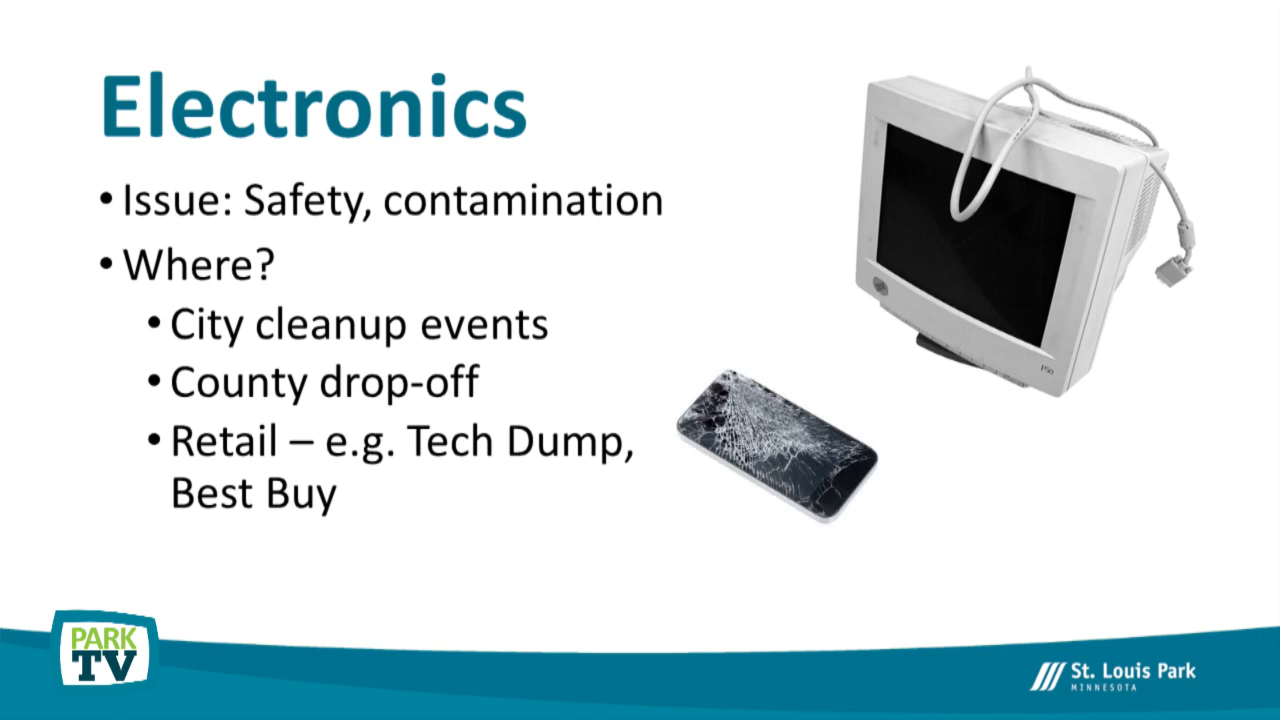 Electronics
• Issue: Safety, contamination
• Where?
• City cleanup events
• County drop-off
• Retail – e.g. Tech Dump,
Best Buy
PARK
TV
St. Louis Park
MINNESOTA